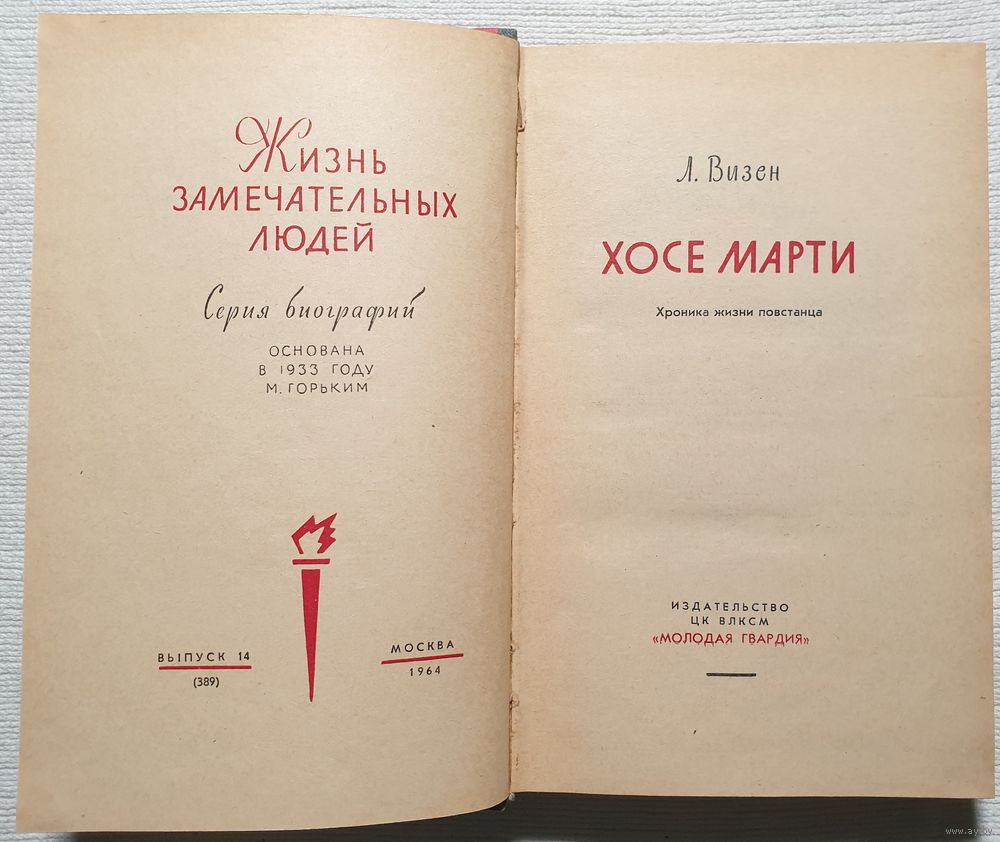 Жизнь
ЗАМЕЧАТЕЛЬНЫХ
ЛЮДЕЙ
Серия биографий
ОСНОВАНА
В 1933 ГОДУ
М. ГОРЬКИМ
ВЫПУСК 14
(389)
МОСКВА
1964
Л. Визен
ХОСЕ МАРТИ
Хроника жизни повстанца
ИЗДАТЕЛЬСТВО
ЦК ВЛКСМ
«МОЛОДАЯ ГВАРДИЯ»